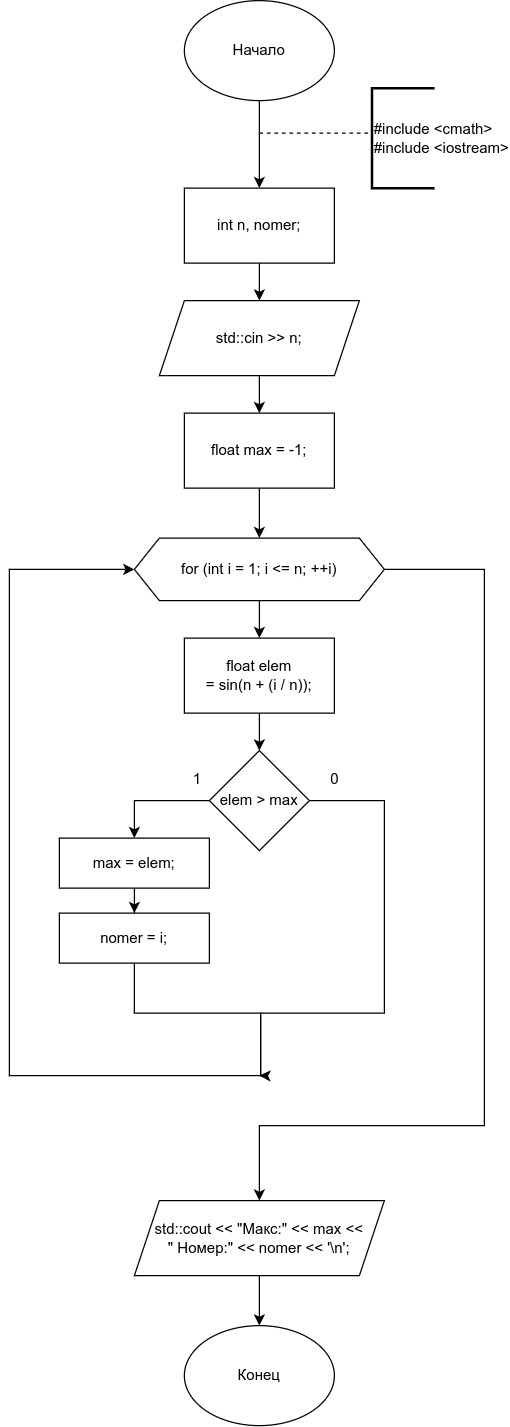 Начало
#include <cmath>
#include <iostream>
int n, nomer;
std::cin >> n;
float max = -1;
for (int i = 1; i <= n; ++i)
float elem
= sin(n + (i / n));
1
0
elem > max
max = elem;
nomer = i;
std::cout << "Макс:" << max <<
" Номер:" << nomer << '\n';
Конец